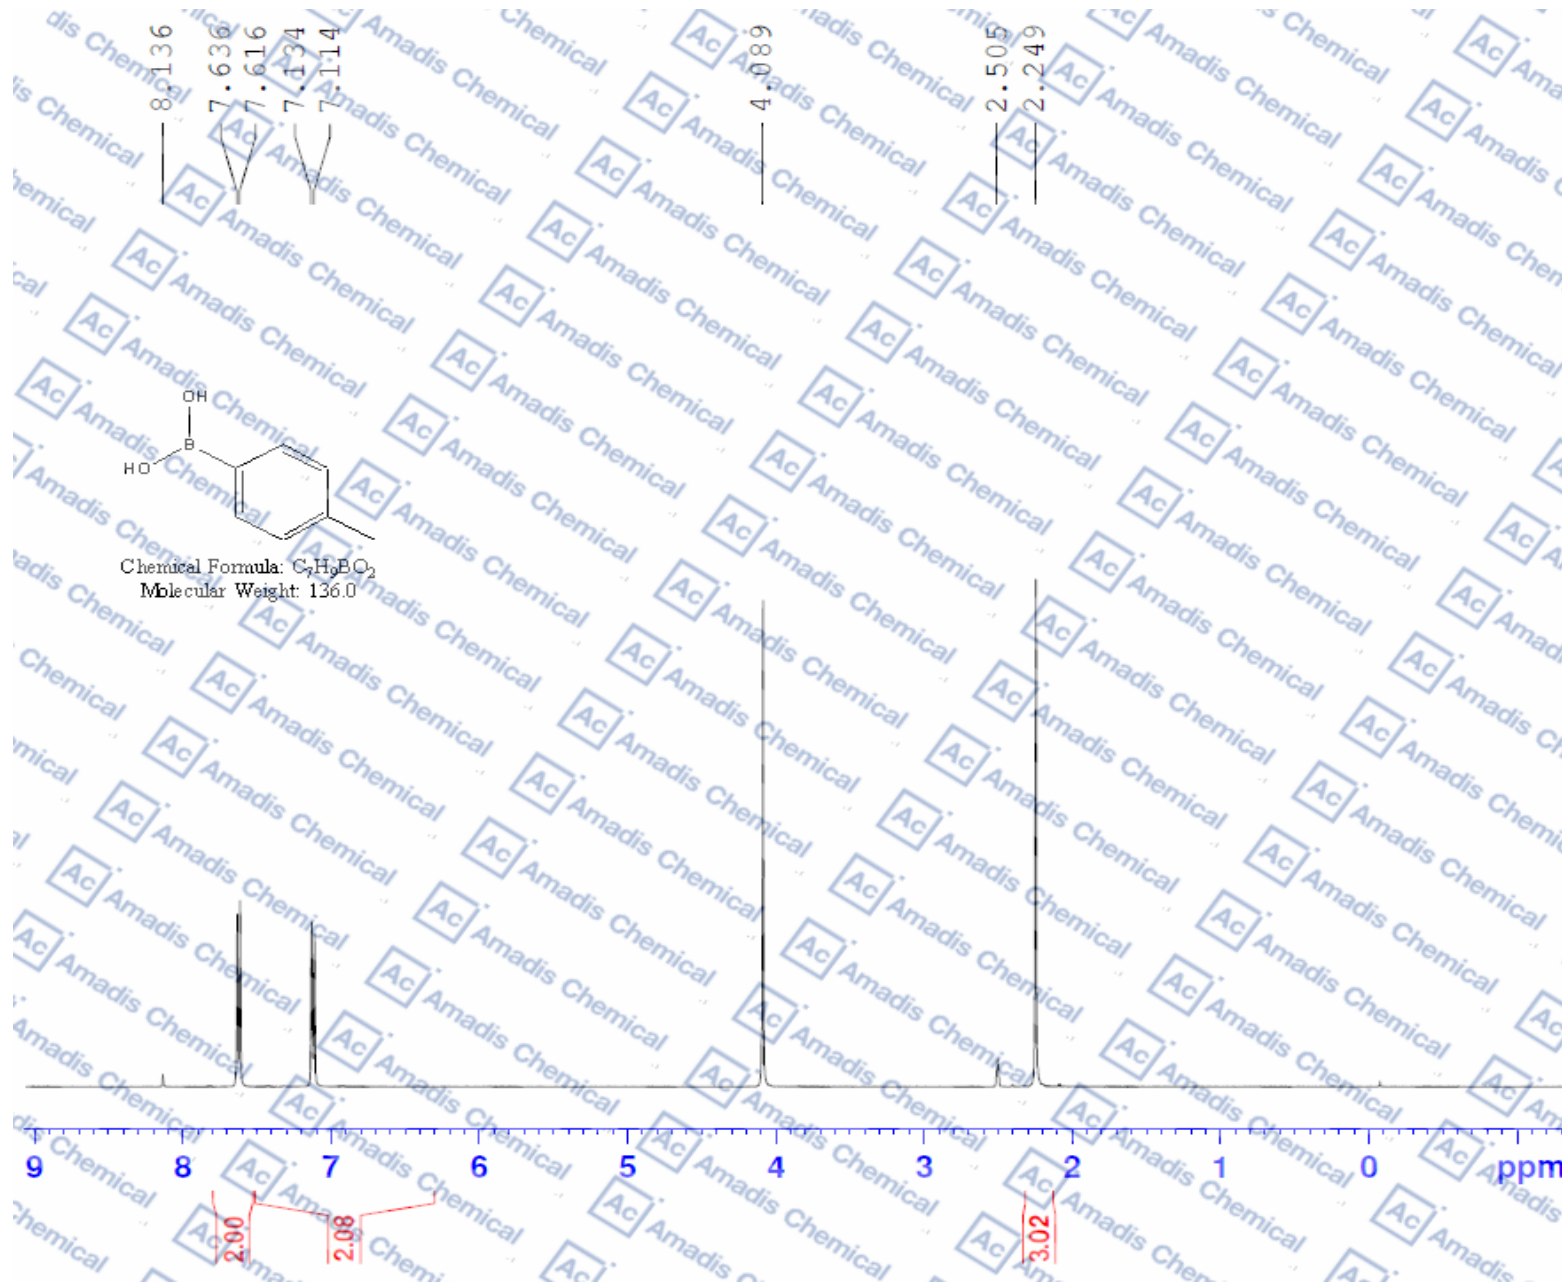 8.136
7.636
7.616
7.134
7.114
4.089
2.505
2.249
OH
B
HO
Chemical Formula: C7H9BO2
Molecular Weight: 136.0
9 8 7 6 5 4 3 2 1 0 ppm
2.00
2.08
3.02
Ac Amadis Chemical